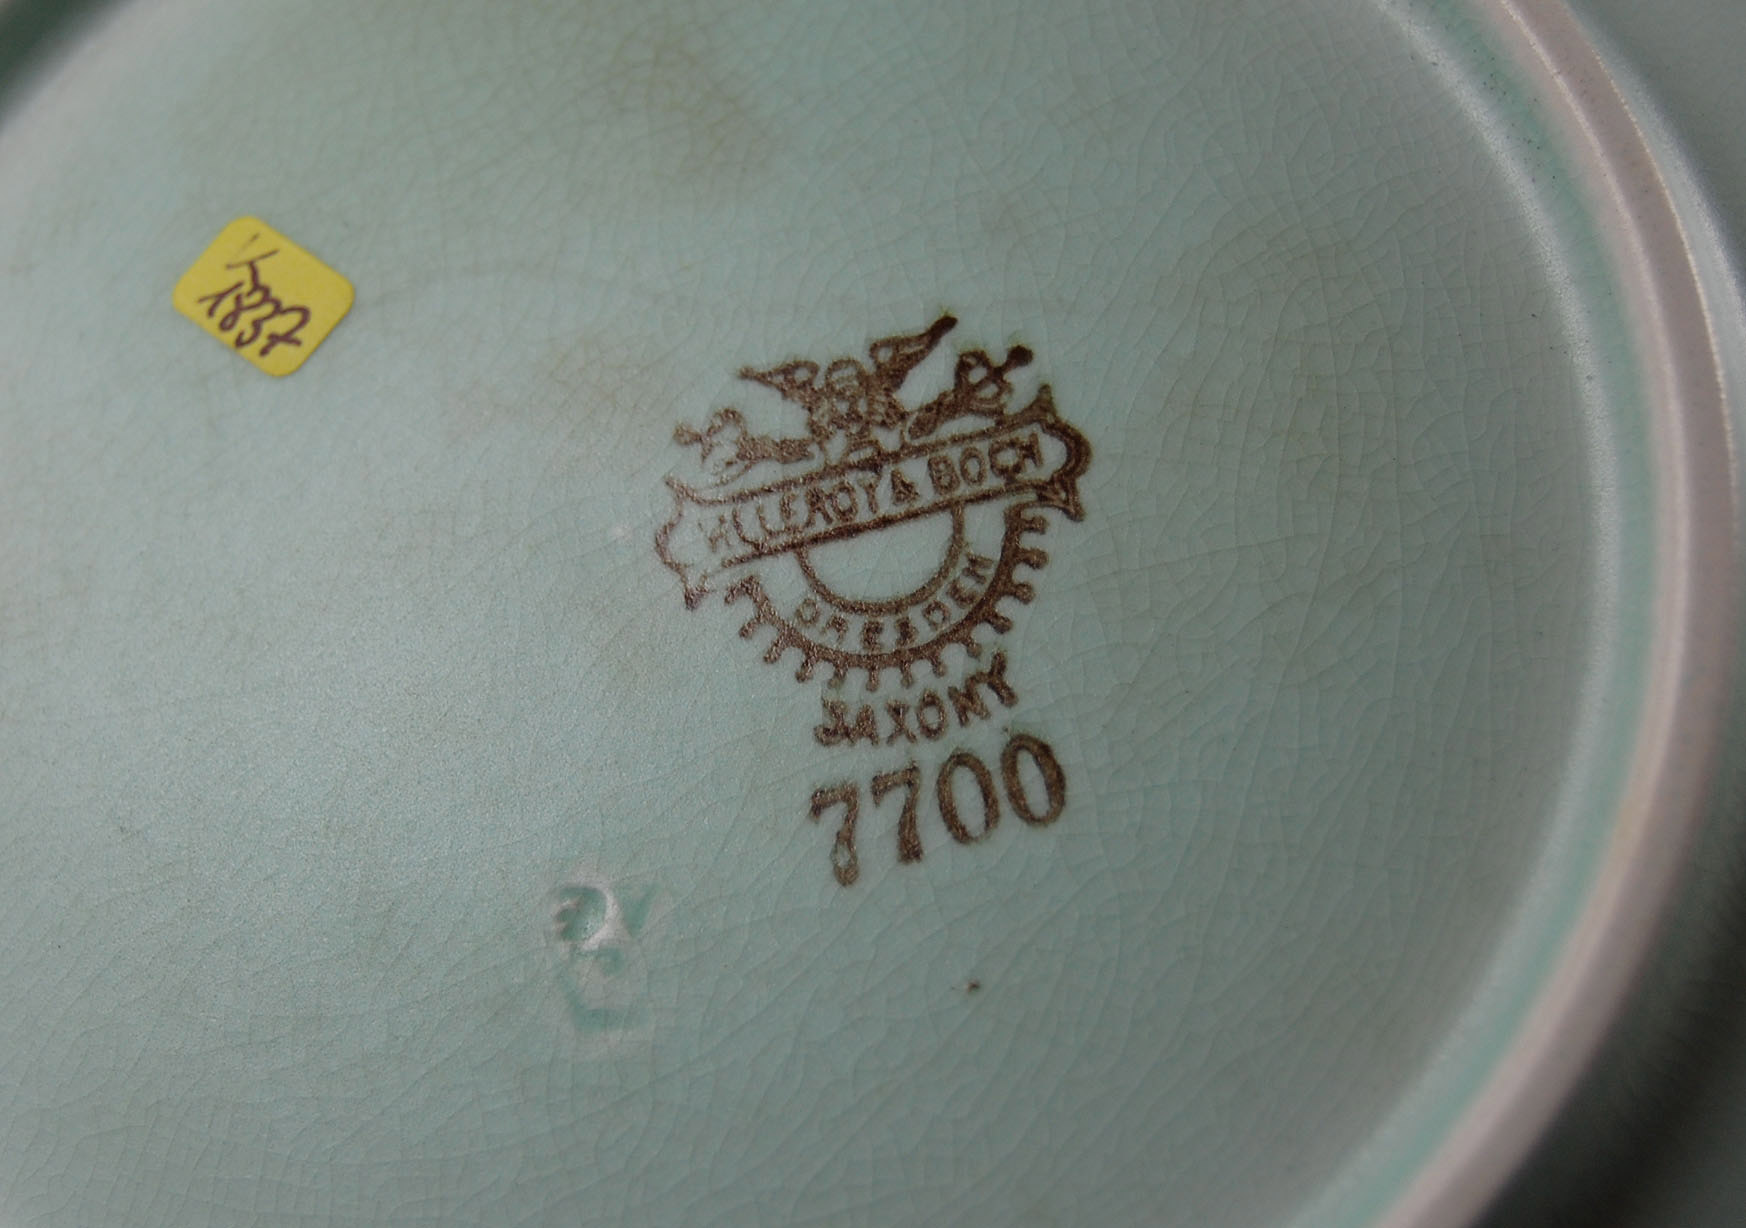 1837
VILLEROY & BOCH
DRESDEN
SAXONY
7700